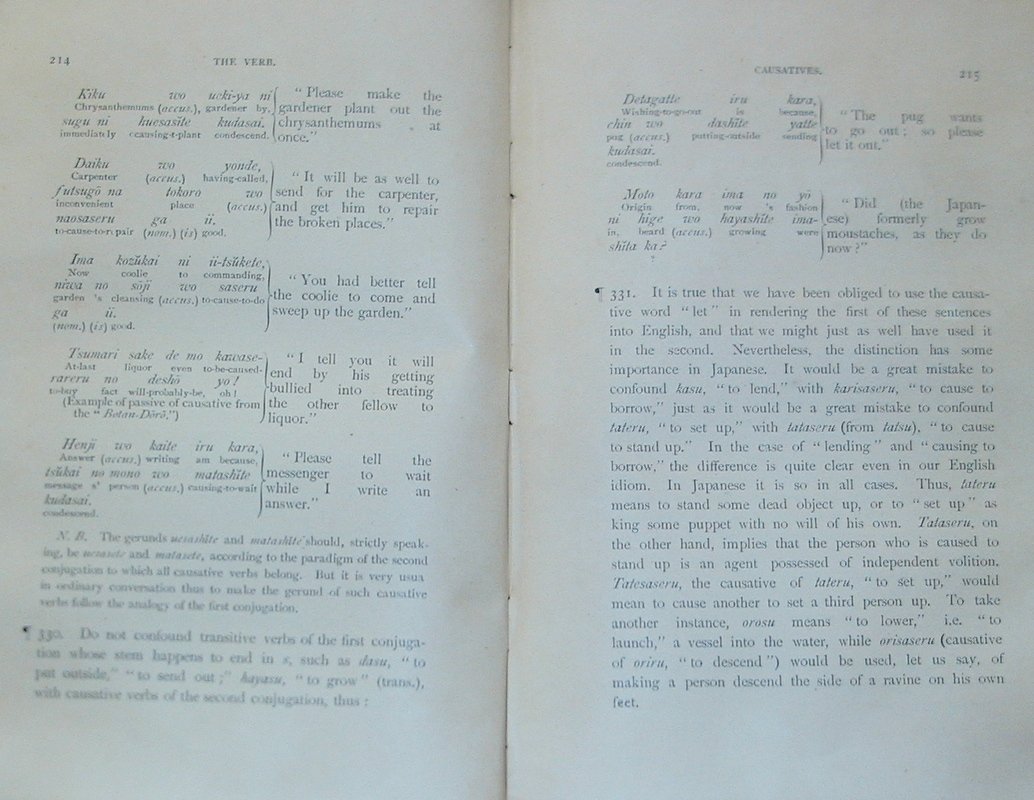 214
THE VERB.
Kiku wo ueki-ya ni
Chrysanthemums (accus.), gardener by,
sugu ni huesasite kudasai.
immediately causing-t-plant condescend.
"Please make the
gardener plant out the
chrysanthemums at
once."
Daiku wo yonde,
Carpenter (accus.) having-called,
futsugō na tokoro wo
inconvenient place (accus.)
naosaseru ga ii.
to-cause-to-repair (nom.) (is) good.
"It will be as well to
send for the carpenter,
and get him to repair
the broken places."
Ima kozŭkai ni ii-tsŭkete,
Now coolie to commanding,
niwa no sōji wo saseru
garden 's cleansing (accus.) to-cause-to-do
ga ii.
(nom.) (is) good.
"You had better tell
the coolie to come and
sweep up the garden."
Tsumari sake de mo kawase-
At-last liquor even to-be-caused-
rareru no deshō yo!
to-buy fact will-probably-be, oh!
(Example of passive of causative from
the "Botan-Dōrō,")
"I tell you it will
end by his getting
bullied into treating
the other fellow to
liquor."
Henji wo kaite iru kara,
Answer (accus.) writing am because,
tsŭkai no mono wo matashite
message s' person (accus.) causing-to-wait
kudasai.
condescend.
"Please tell the
messenger to wait
while I write an
answer."
N. B. The gerunds uesashite and matashite should, strictly speak-
ing, be uesasete and matasete, according to the paradigm of the second
conjugation to which all causative verbs belong. But it is very usua
in ordinary conversation thus to make the gerund of such causative
verbs follow the analogy of the first conjugation.
¶ 330. Do not confound transitive verbs of the first conjuga-
tion whose stem happens to end in s, such as dasu, "to
put outside," "to send out;" hayasu, "to grow" (trans.),
with causative verbs of the second conjugation, thus:
CAUSATIVES.
215
Detagatte iru kara,
Wishing-to-go-out is because,
chin wo dashite yatte
pug (accus.) putting-outside sending
kudasai.
condescend.
"The pug wants
to go out; so please
let it out."
Moto kara ima no yō
Origin from, now 's fashion
ni hige wo hayashite ima-
in, beard (accus.) growing were
shita ka?
?
"Did (the Japan-
ese) formerly grow
moustaches, as they do
now?"
¶ 331. It is true that we have been obliged to use the causa-
tive word "let" in rendering the first of these sentences
into English, and that we might just as well have used it
in the second. Nevertheless, the distinction has some
importance in Japanese. It would be a great mistake to
confound kasu, "to lend," with karisaseru, "to cause to
borrow," just as it would be a great mistake to confound
tateru, "to set up," with tataseru (from tatsu), "to cause
to stand up." In the case of "lending" and "causing to
borrow," the difference is quite clear even in our English
idiom. In Japanese it is so in all cases. Thus, tateru
means to stand some dead object up, or to "set up" as
king some puppet with no will of his own. Tataseru, on
the other hand, implies that the person who is caused to
stand up is an agent possessed of independent volition.
Tatesaseru, the causative of tateru, "to set up," would
mean to cause another to set a third person up. To take
another instance, orosu means "to lower," i.e. "to
launch," a vessel into the water, while orisaseru (causative
of oriru, "to descend") would be used, let us say, of
making a person descend the side of a ravine on his own
feet.